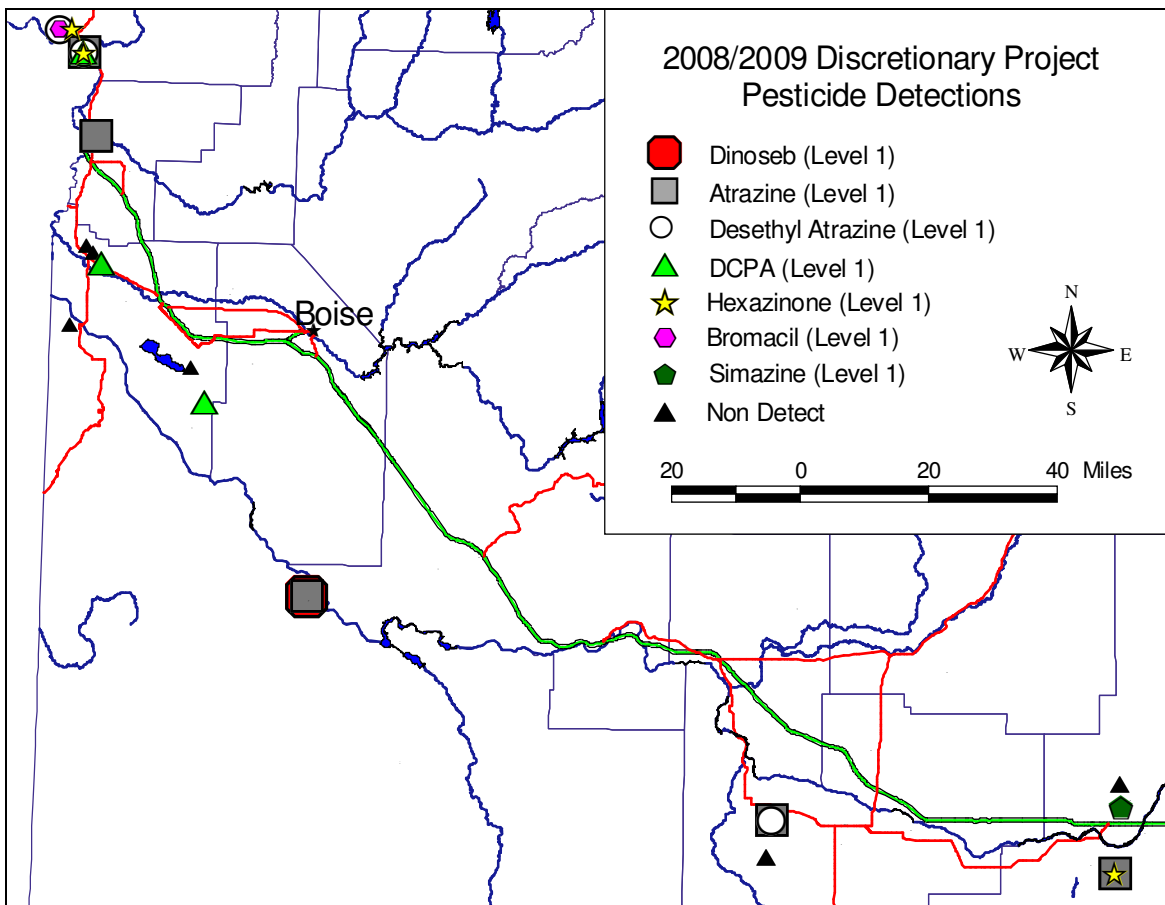 2008/2009 Discretionary Project
Pesticide Detections
Dinoseb (Level 1)
Atrazine (Level 1)
Desethyl Atrazine (Level 1)
DCPA (Level 1)
Hexazinone (Level 1)
Bromacil (Level 1)
Simazine (Level 1)
Non Detect
N
W E
S
20 0 20 40 Miles
Boise